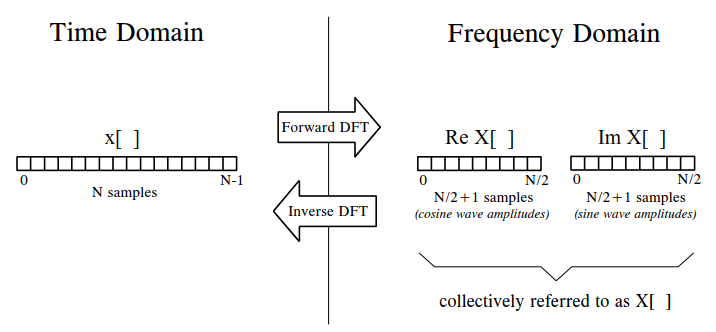 Time Domain
Frequency Domain
Forward DFT
x[ ]
Re X[ ]
Im X[ ]
0
N-1
N samples
0
N/2
N/2+1 samples
(cosine wave amplitudes)
0
N/2
N/2+1 samples
(sine wave amplitudes)
Inverse DFT
collectively referred to as X[ ]